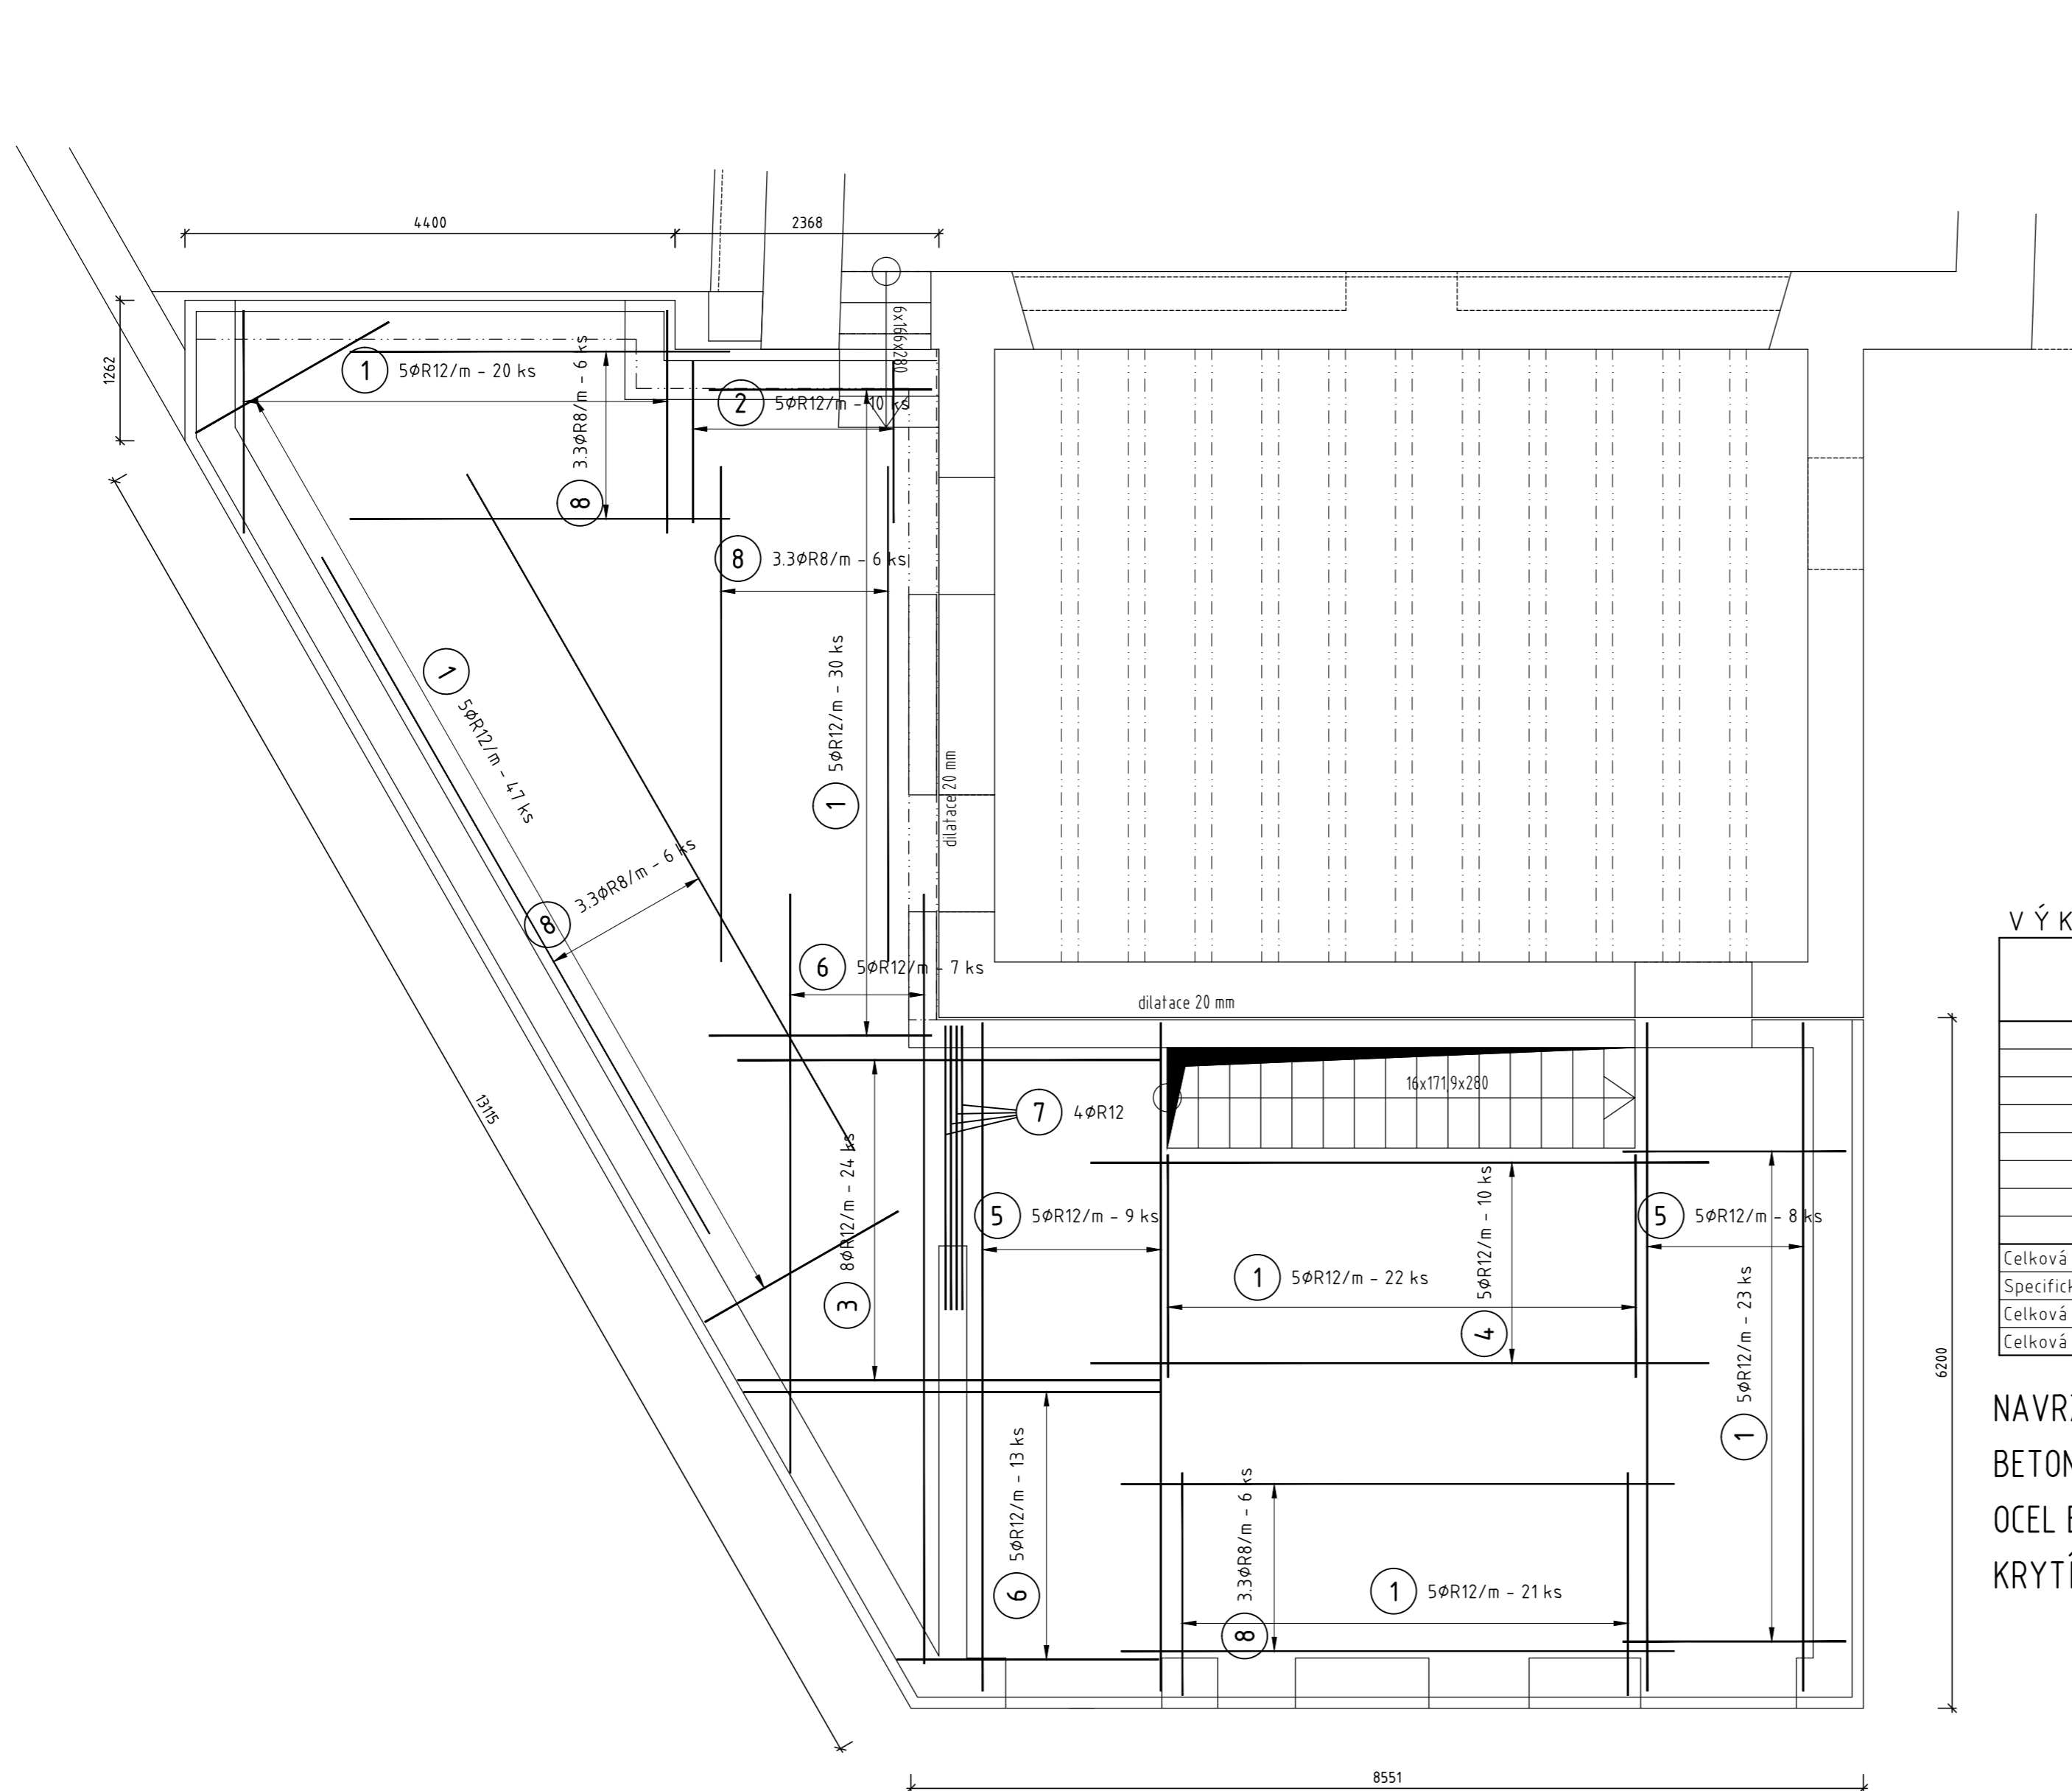 4400
2368
6x166x280
1262
1 5øR12/m - 20 ks
8 3.3øR8/m - 6 ks
2 5øR12/m - 10 ks
8 3.3øR8/m - 6 ks
1 5øR12/m - 47 ks
1 5øR12/m - 30 ks
dilatace 20 mm
8 3.3øR8/m - 6 ks
6 5øR12/m - 7 ks
dilatace 20 mm
VÝK
13115
16x171,9x280
7 4øR12
3 8øR12/m - 24 ks
5 5øR12/m - 9 ks
4 5øR12/m - 10 ks
5 5øR12/m - 8 ks
1 5øR12/m - 22 ks
1 5øR12/m - 23 ks
Celková
Specifick
Celková
Celková
6200
BETON
OCEL
KRYTÍ
6 5øR12/m - 13 ks
8 3.3øR8/m - 6 ks
1 5øR12/m - 21 ks
8551